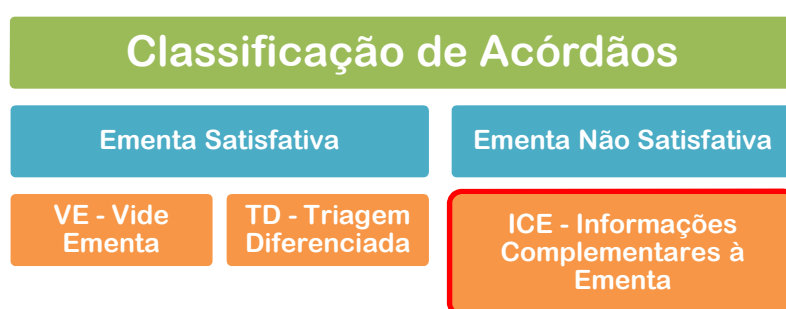 Classificação de Acórdãos
Ementa Satisfativa
Ementa Não Satisfativa
VE - Vide
Ementa
TD - Triagem
Diferenciada
ICE - Informações
Complementares à
Ementa